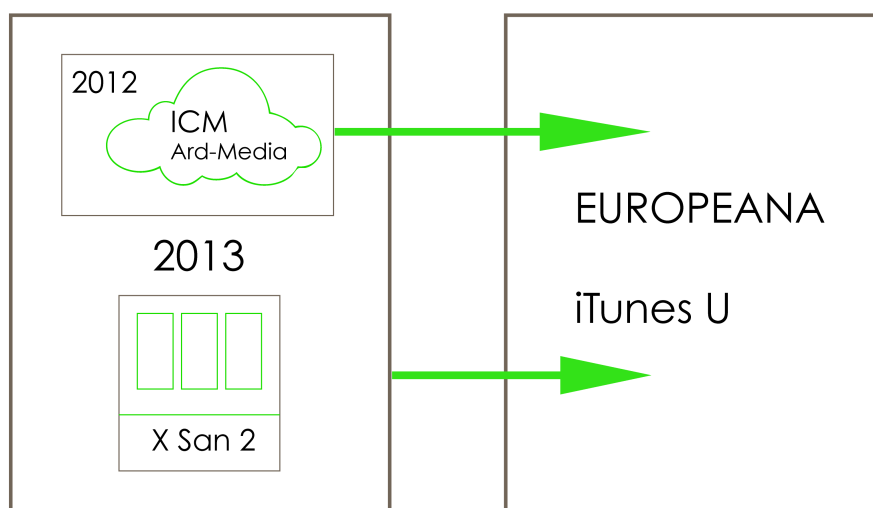 2012
ICM
Ard-Media
2013
X San 2
EUROPEANA
iTunes U